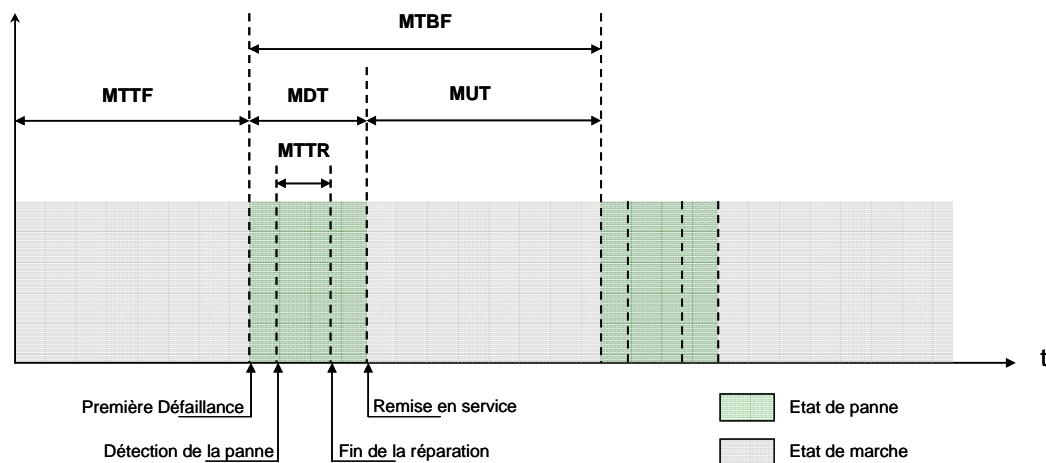 MTBF
MTTF
MDT
MUT
MTTR
t
Première Défaillance
Remise en service
Détection de la panne
Fin de la réparation
Etat de panne
Etat de marche